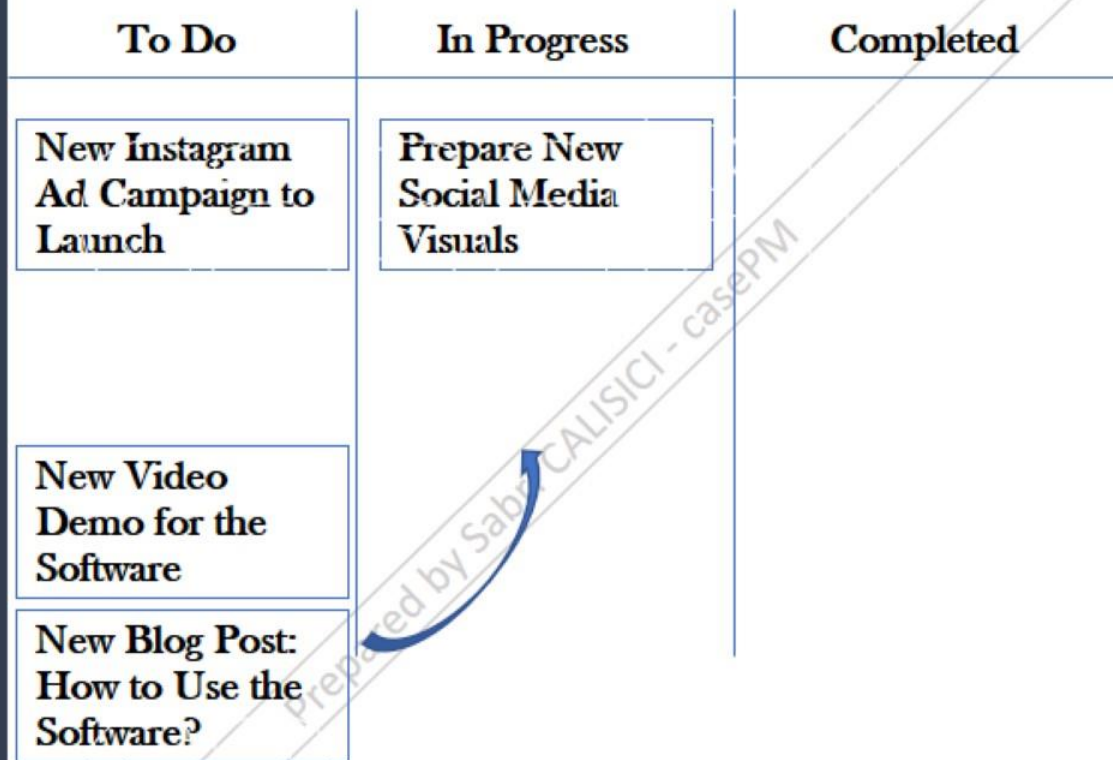 To Do
In Progress
Completed
New Instagram
Ad Campaign to
Launch
Prepare New
Social Media
Visuals
New Video
Demo for the
Software
New Blog Post:
How to Use the
Software?
Prepared by Sabri CALISICI - casePM